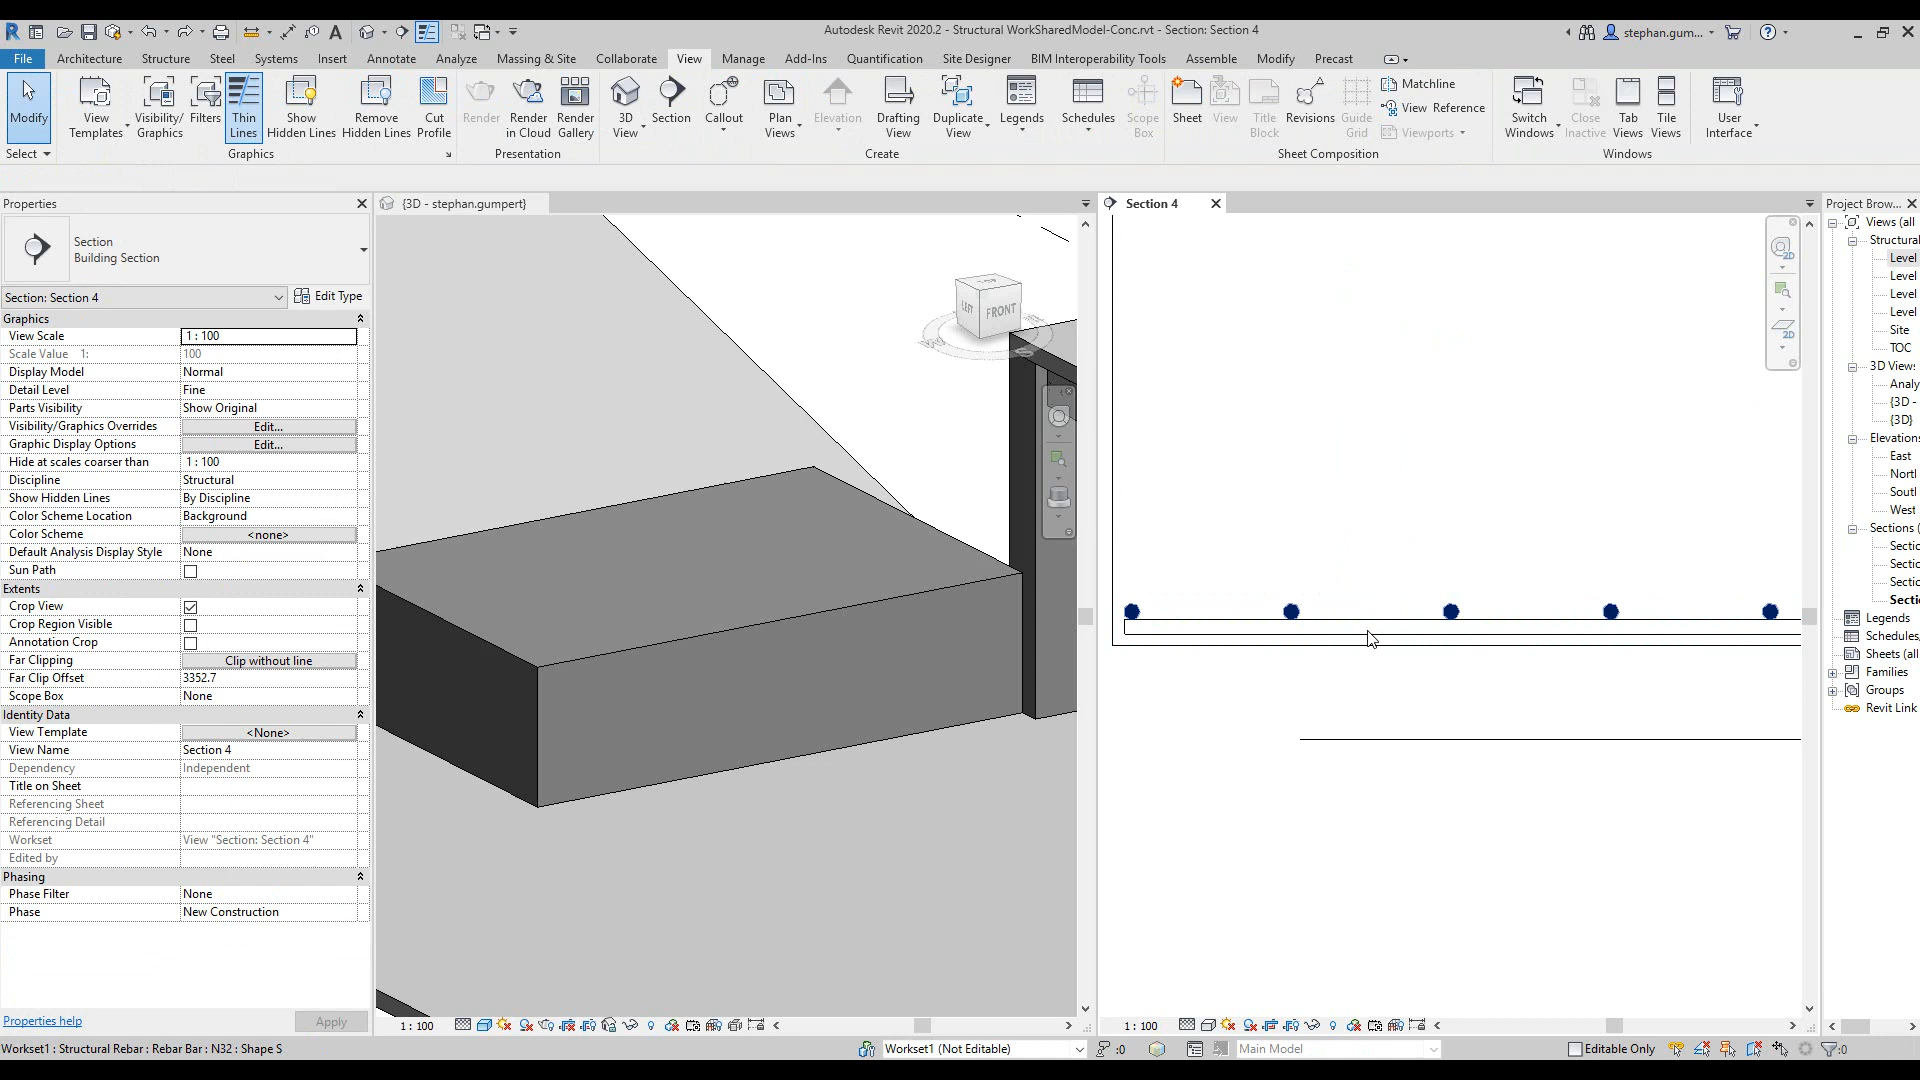 Autodesk Revit 2020.2 - Structural WorkSharedModel-Conc.rvt - Section: Section 4
stephan.gum...
File Architecture Structure Steel Systems Insert Annotate Analyze Massing & Site Collaborate View Manage Add-Ins Quantification Site Designer BIM Interoperability Tools Assemble Modify Precast
Modify
View Templates
Visibility/ Graphics
Filters
Thin Lines
Show Hidden Lines
Remove Hidden Lines
Cut Profile
Render
Render in Cloud
Render Gallery
3D View
Section
Callout
Plan Views
Elevation
Drafting View
Duplicate View
Legends
Schedules
Scope Box
Sheet
View
Title Block
Revisions
Guide Grid
Matchline
View Reference
Viewports
Switch Windows
Close Inactive
Tab Views
Tile Views
User Interface
Select Graphics Presentation Create Sheet Composition Windows
Properties
Section
Building Section
Section: Section 4 Edit Type
Graphics
View Scale 1 : 100
Scale Value 1: 100
Display Model Normal
Detail Level Fine
Parts Visibility Show Original
Visibility/Graphics Overrides Edit...
Graphic Display Options Edit...
Hide at scales coarser than 1 : 100
Discipline Structural
Show Hidden Lines By Discipline
Color Scheme Location Background
Color Scheme <none>
Default Analysis Display Style None
Sun Path
Extents
Crop View
Crop Region Visible
Annotation Crop
Far Clipping Clip without line
Far Clip Offset 3352.7
Scope Box None
Identity Data
View Template <None>
View Name Section 4
Dependency Independent
Title on Sheet
Referencing Sheet
Referencing Detail
Workset View "Section: Section 4"
Edited by
Phasing
Phase Filter None
Phase New Construction
Properties help Apply
{3D - stephan.gumpert}
TOP
LEFT
FRONT
1 : 100
Section 4
2D
2D
1 : 100
Project Brow...
Views (all
Structural
Level
Level
Level
Level
Site
TOC
3D Views
Analy
{3D -
{3D}
Elevations
East
North
South
West
Sections (
Sectic
Sectic
Sectic
Sectic
Legends
Schedules,
Sheets (all
Families
Groups
Revit Link
Workset1 : Structural Rebar : Rebar Bar : N32 : Shape S
Workset1 (Not Editable) :0 Main Model Editable Only :0